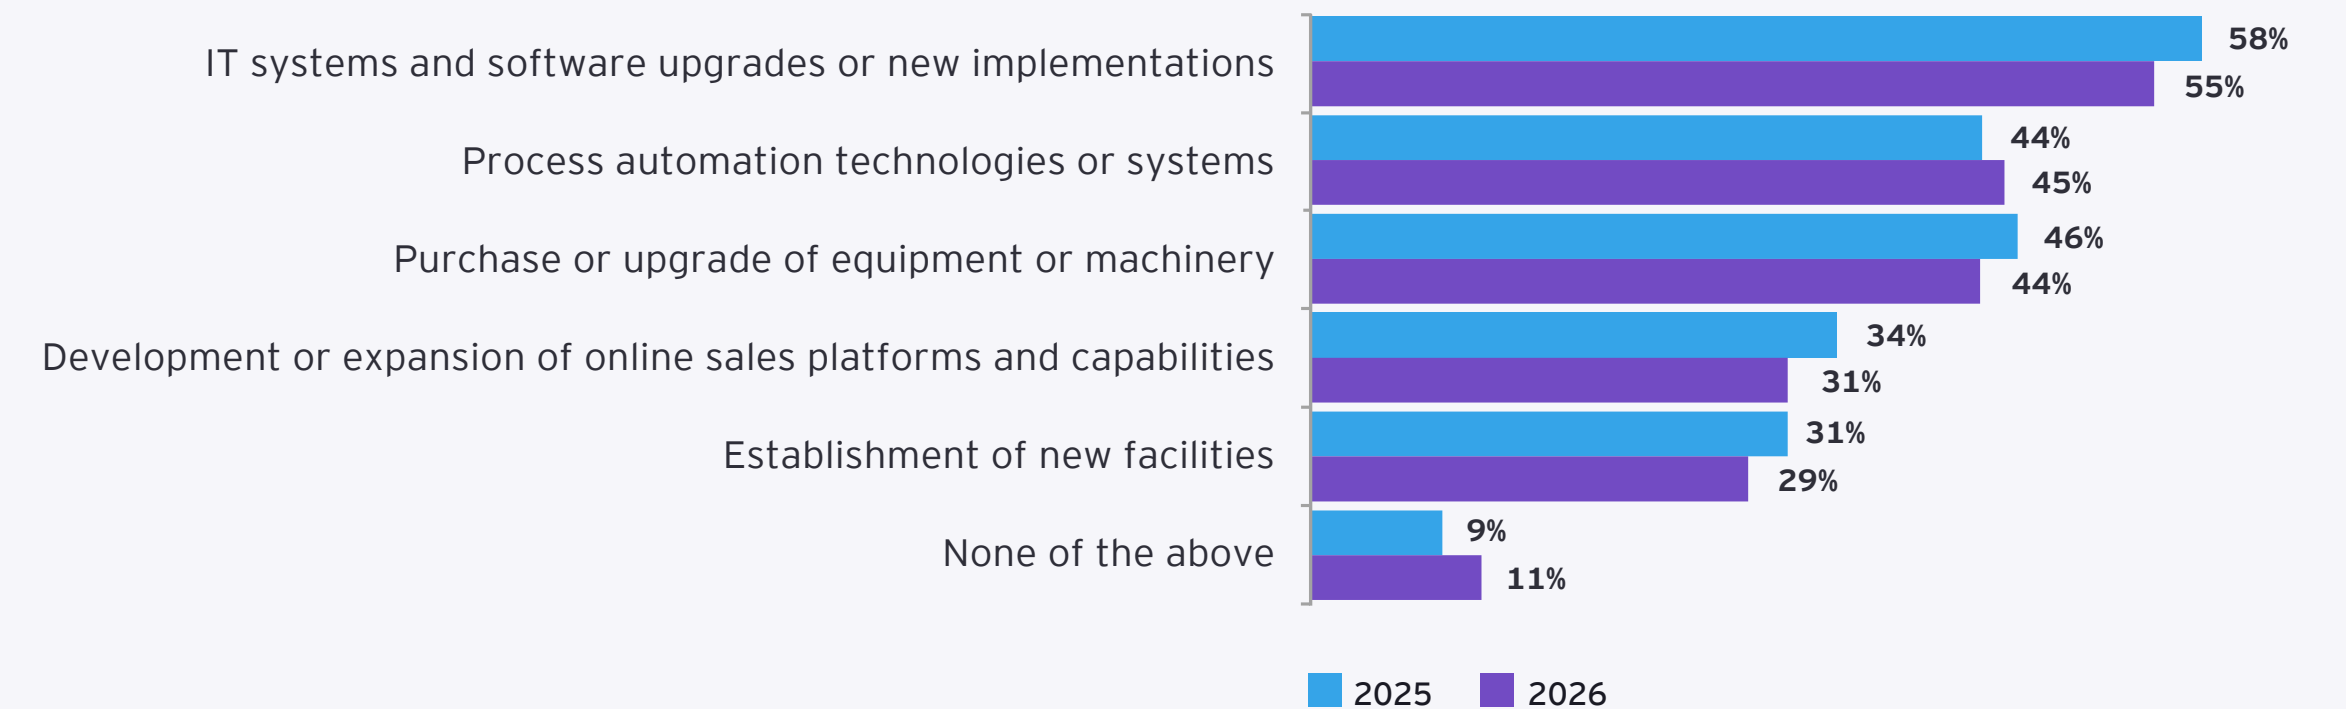 IT systems and software upgrades or new implementations
58%
55%
Process automation technologies or systems
44%
45%
Purchase or upgrade of equipment or machinery
46%
44%
Development or expansion of online sales platforms and capabilities
34%
31%
Establishment of new facilities
31%
29%
None of the above
9%
11%
2025 2026